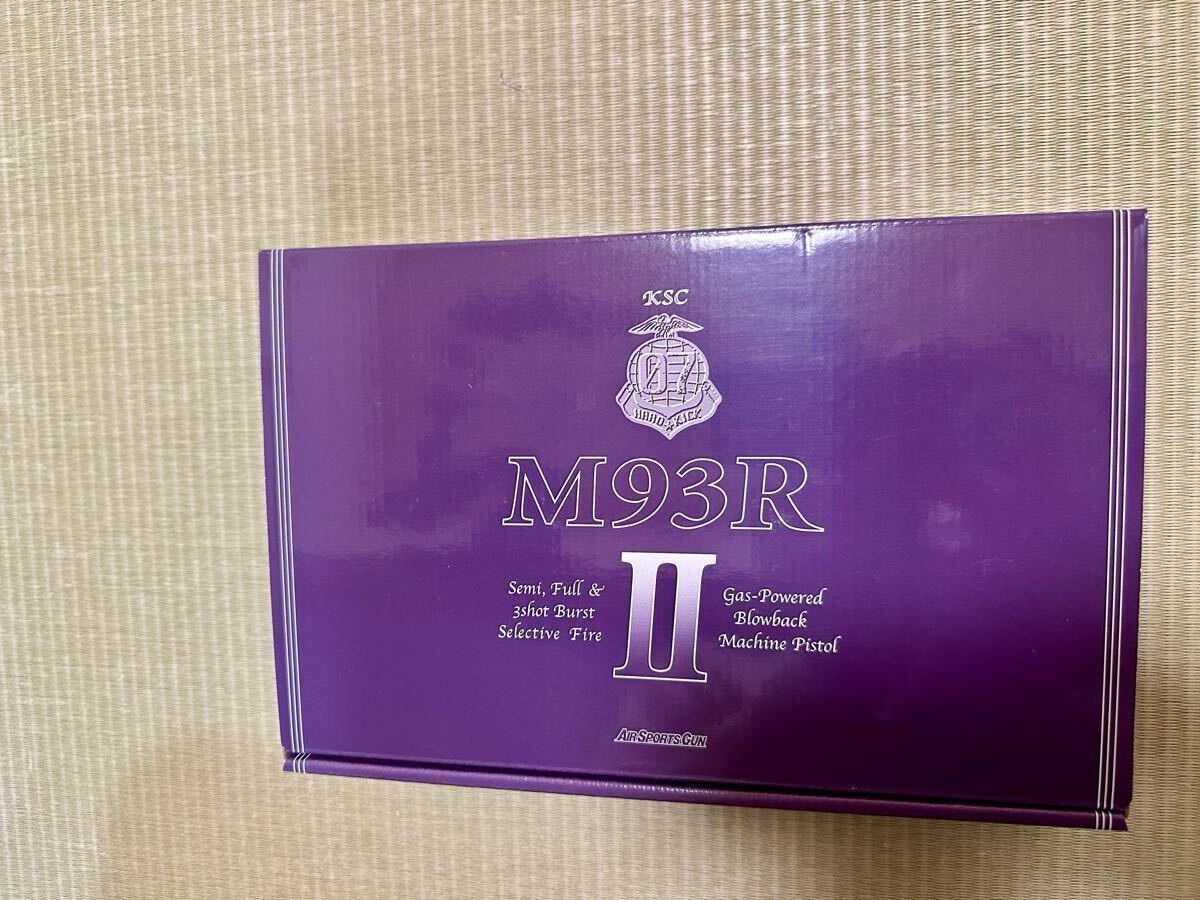 KSC
07
HARD★KICK
M93R
II
Semi, Full &
3shot Burst
Selective Fire
Gas-Powered
Blowback
Machine Pistol
AIR SPORTS GUN